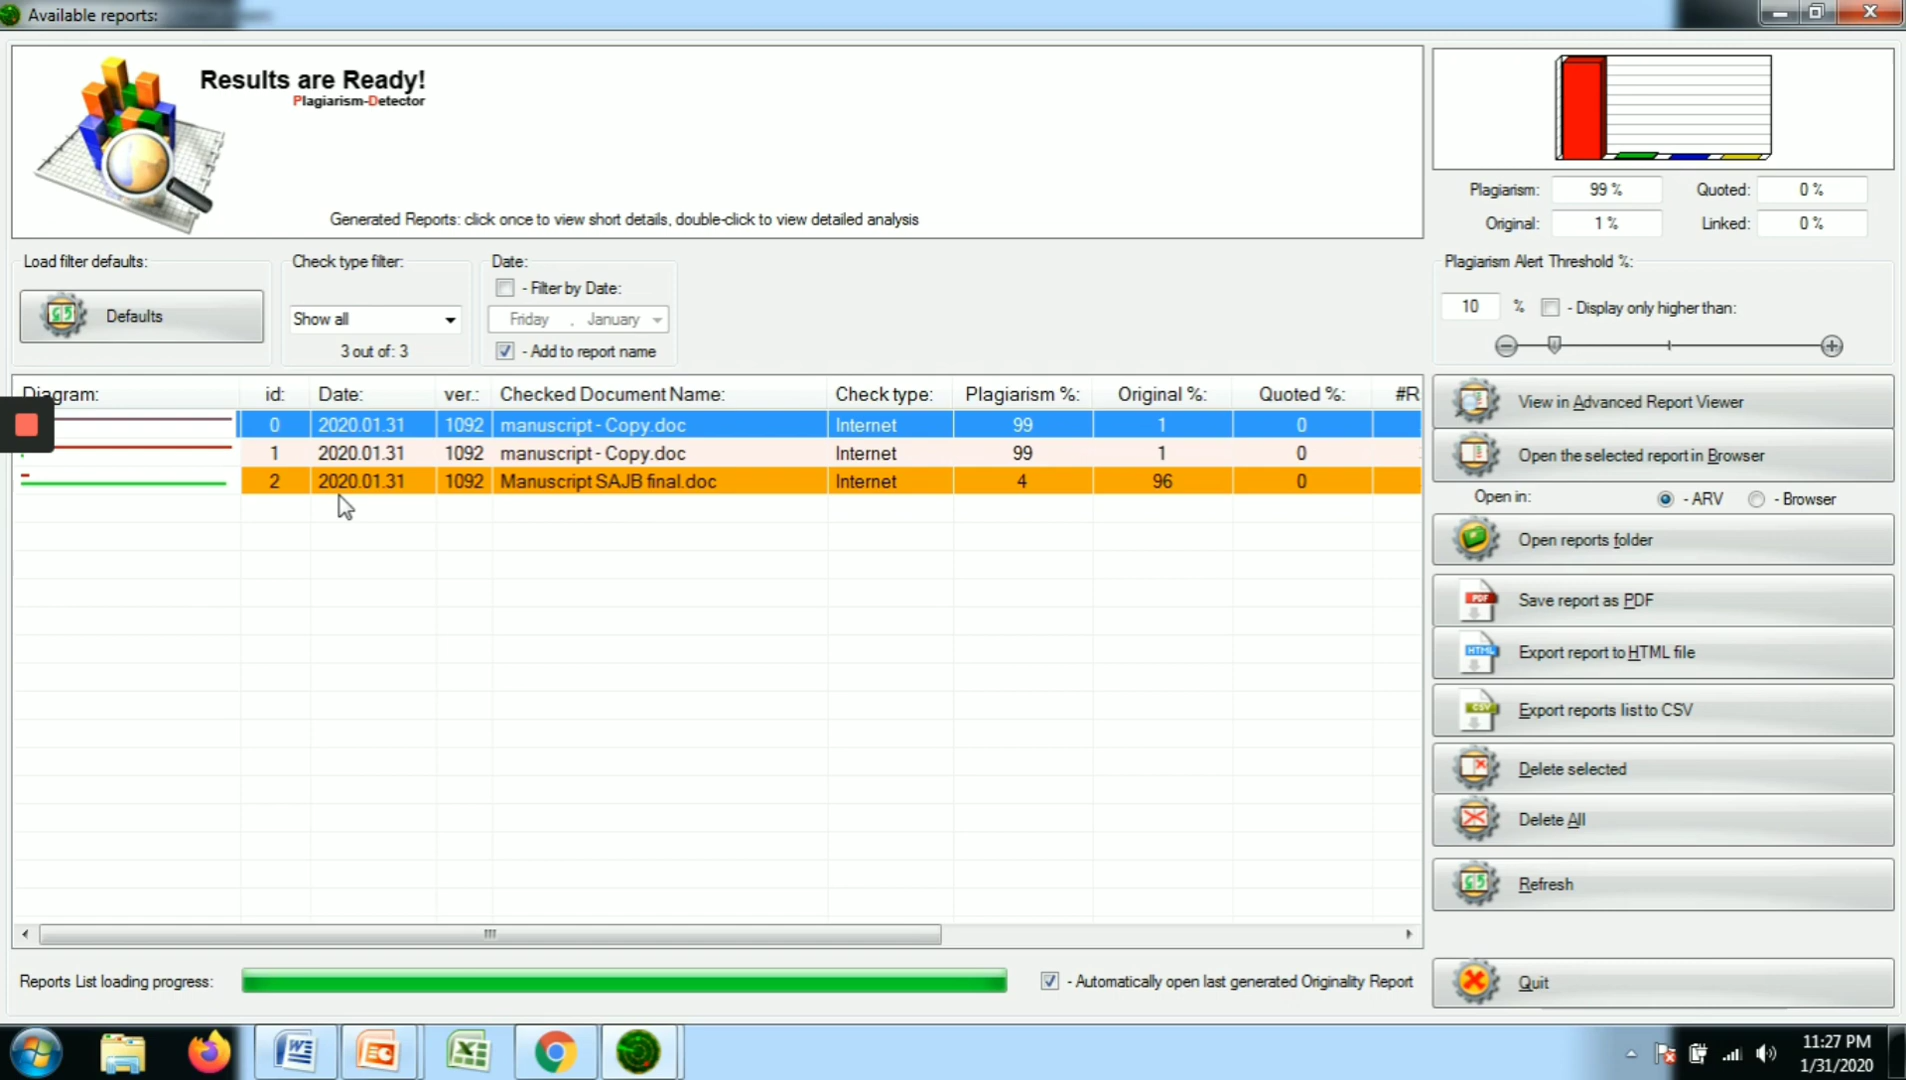 Available reports:
Results are Ready!
Plagiarism-Detector
Generated Reports: click once to view short details, double-click to view detailed analysis
Plagiarism: 99 % Quoted: 0 %
Original: 1 % Linked: 0 %
Load filter defaults:
Defaults
Check type filter:
Show all
3 out of: 3
Date:
- Filter by Date:
Friday , January
- Add to report name
Plagiarism Alert Threshold %:
10 % - Display only higher than:
Diagram: id: Date: ver.: Checked Document Name: Check type: Plagiarism %: Original %: Quoted %: #R
0 2020.01.31 1092 manuscript - Copy.doc Internet 99 1 0
1 2020.01.31 1092 manuscript - Copy.doc Internet 99 1 0
2 2020.01.31 1092 Manuscript SAJB final.doc Internet 4 96 0
View in Advanced Report Viewer
Open the selected report in Browser
Open in: - ARV - Browser
Open reports folder
PDF
Save report as PDF
HTML
Export report to HTML file
CSV
Export reports list to CSV
Delete selected
Delete All
Refresh
Quit
Reports List loading progress:
- Automatically open last generated Originality Report
11:27 PM
1/31/2020